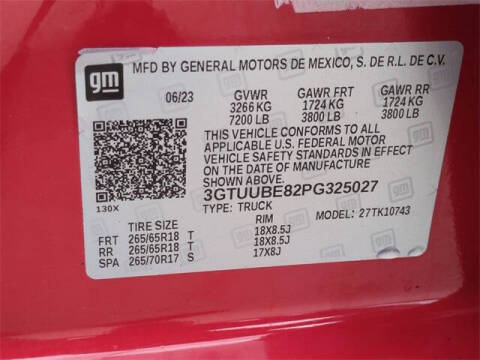 gm MFD BY GENERAL MOTORS DE MEXICO, S. DE R.L. DE C.V.
06/23 GVWR GAWR FRT GAWR RR
3266 KG 1724 KG 1724 KG
7200 LB 3800 LB 3800 LB
THIS VEHICLE CONFORMS TO ALL
APPLICABLE U.S. FEDERAL MOTOR
VEHICLE SAFETY STANDARDS IN EFFECT
ON THE DATE OF MANUFACTURE
SHOWN ABOVE.
3GTUUBE82PG325027
130X TYPE: TRUCK MODEL: 27TK10743
TIRE SIZE RIM
FRT 265/65R18 T 18X8.5J
RR 265/65R18 T 18X8.5J
SPA 265/70R17 S 17X8J